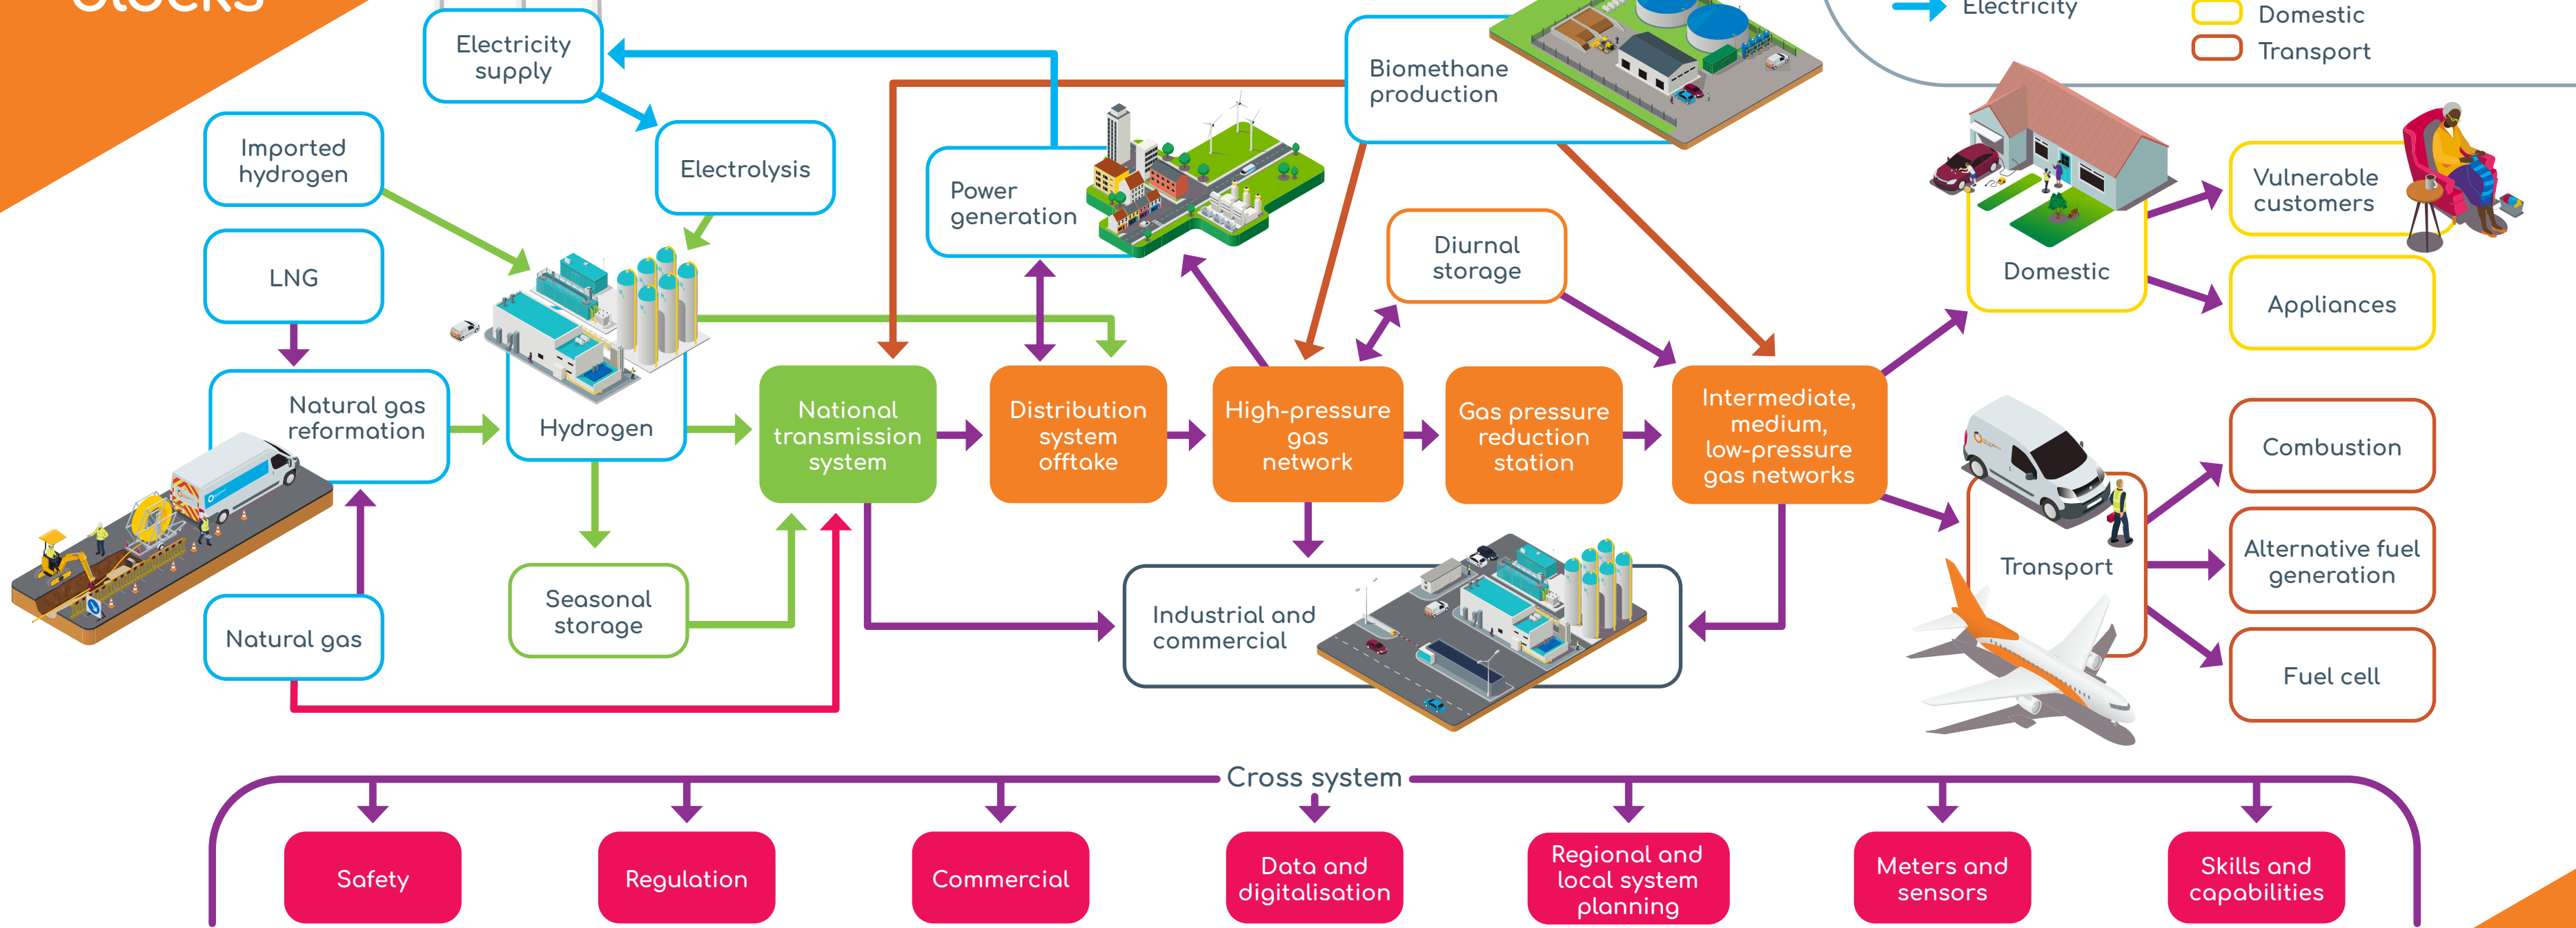 blocks
Electricity
Domestic
Transport
Electricity
supply
Biomethane
production
Imported
hydrogen
Electrolysis
Power
generation
Vulnerable
customers
LNG
Diurnal
storage
Domestic
Appliances
Natural gas
reformation
Hydrogen
National
transmission
system
Distribution
system
offtake
High-pressure
gas
network
Gas pressure
reduction
station
Intermediate,
medium,
low-pressure
gas networks
Combustion
Natural gas
Seasonal
storage
Industrial and
commercial
Transport
Alternative fuel
generation
Fuel cell
Cross system
Safety
Regulation
Commercial
Data and
digitalisation
Regional and
local system
planning
Meters and
sensors
Skills and
capabilities